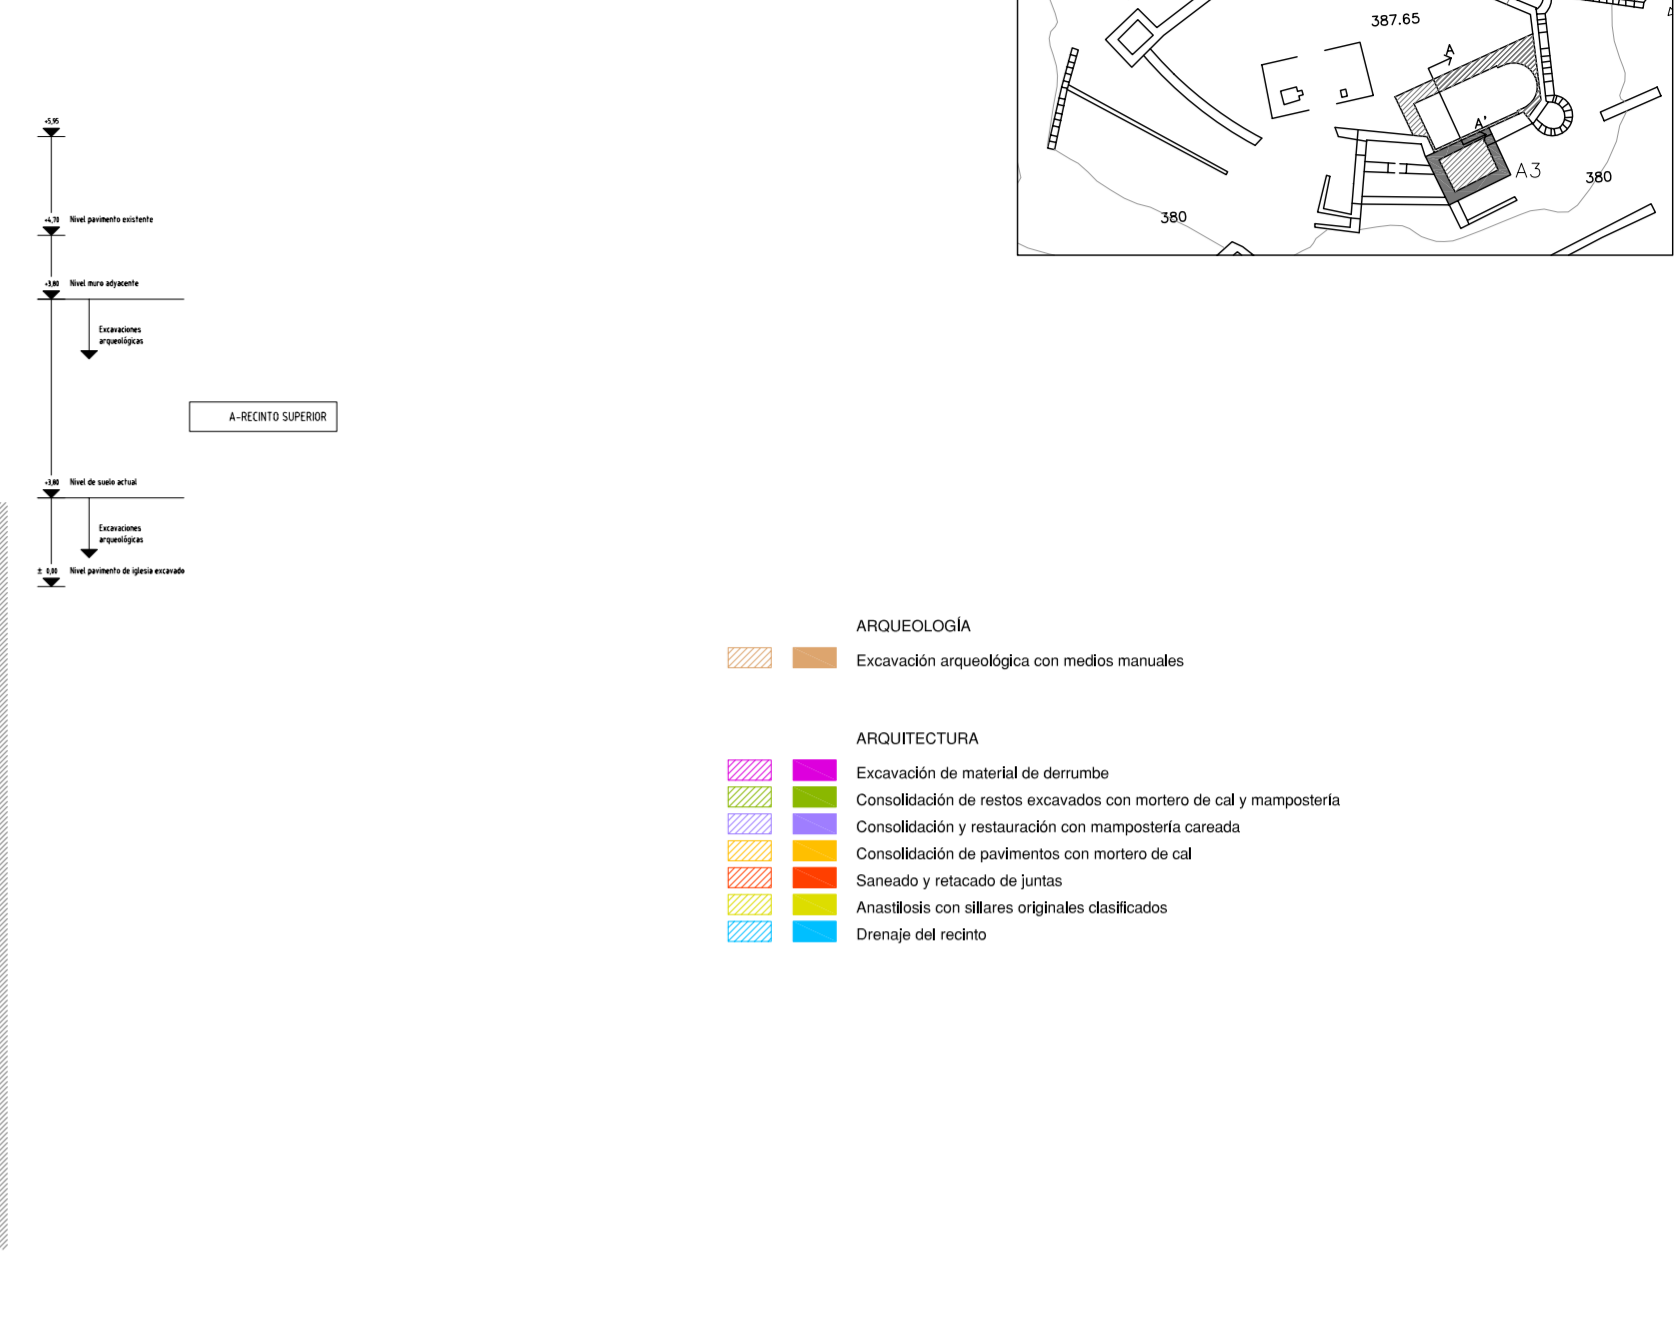 387.65
A
A'
A3
380
380
+5,95
+4,70 Nivel pavimento existente
+3,80 Nivel muro adyacente
Excavaciones
arqueológicas
A-RECINTO SUPERIOR
+3,80 Nivel de suelo actual
Excavaciones
arqueológicas
± 0,00 Nivel pavimento de iglesia excavado
ARQUEOLOGÍA
Excavación arqueológica con medios manuales
ARQUITECTURA
Excavación de material de derrumbe
Consolidación de restos excavados con mortero de cal y mampostería
Consolidación y restauración con mampostería careada
Consolidación de pavimentos con mortero de cal
Saneado y retacado de juntas
Anastilosis con sillares originales clasificados
Drenaje del recinto